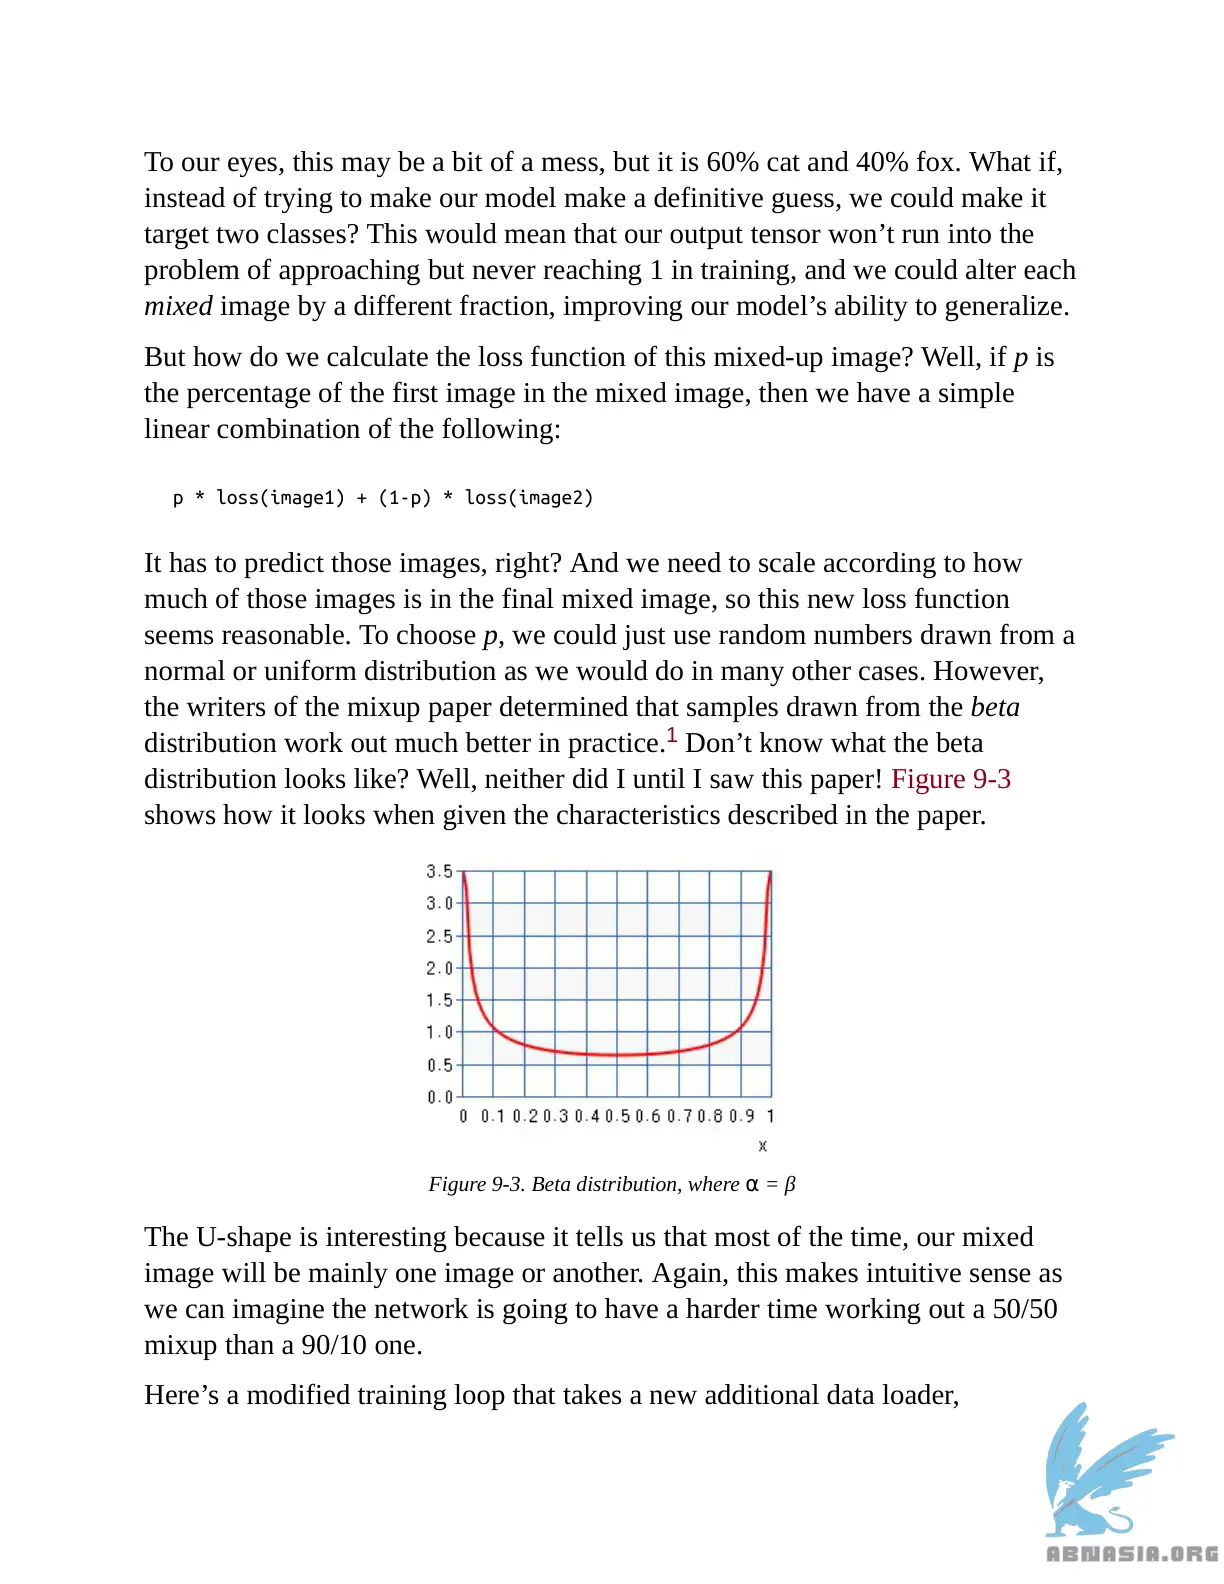 To our eyes, this may be a bit of a mess, but it is 60% cat and 40% fox. What if,
instead of trying to make our model make a definitive guess, we could make it
target two classes? This would mean that our output tensor won’t run into the
problem of approaching but never reaching 1 in training, and we could alter each
mixed image by a different fraction, improving our model’s ability to generalize.
But how do we calculate the loss function of this mixed-up image? Well, if p is
the percentage of the first image in the mixed image, then we have a simple
linear combination of the following:
p * loss(image1) + (1-p) * loss(image2)
It has to predict those images, right? And we need to scale according to how
much of those images is in the final mixed image, so this new loss function
seems reasonable. To choose p, we could just use random numbers drawn from a
normal or uniform distribution as we would do in many other cases. However,
the writers of the mixup paper determined that samples drawn from the beta
distribution work out much better in practice.1 Don’t know what the beta
distribution looks like? Well, neither did I until I saw this paper! Figure 9-3
shows how it looks when given the characteristics described in the paper.
3.5
3.0
2.5
2.0
1.5
1.0
0.5
0.0
0 0.1 0.2 0.3 0.4 0.5 0.6 0.7 0.8 0.9 1
x
Figure 9-3. Beta distribution, where α = β
The U-shape is interesting because it tells us that most of the time, our mixed
image will be mainly one image or another. Again, this makes intuitive sense as
we can imagine the network is going to have a harder time working out a 50/50
mixup than a 90/10 one.
Here’s a modified training loop that takes a new additional data loader,
ABNASIA.ORG